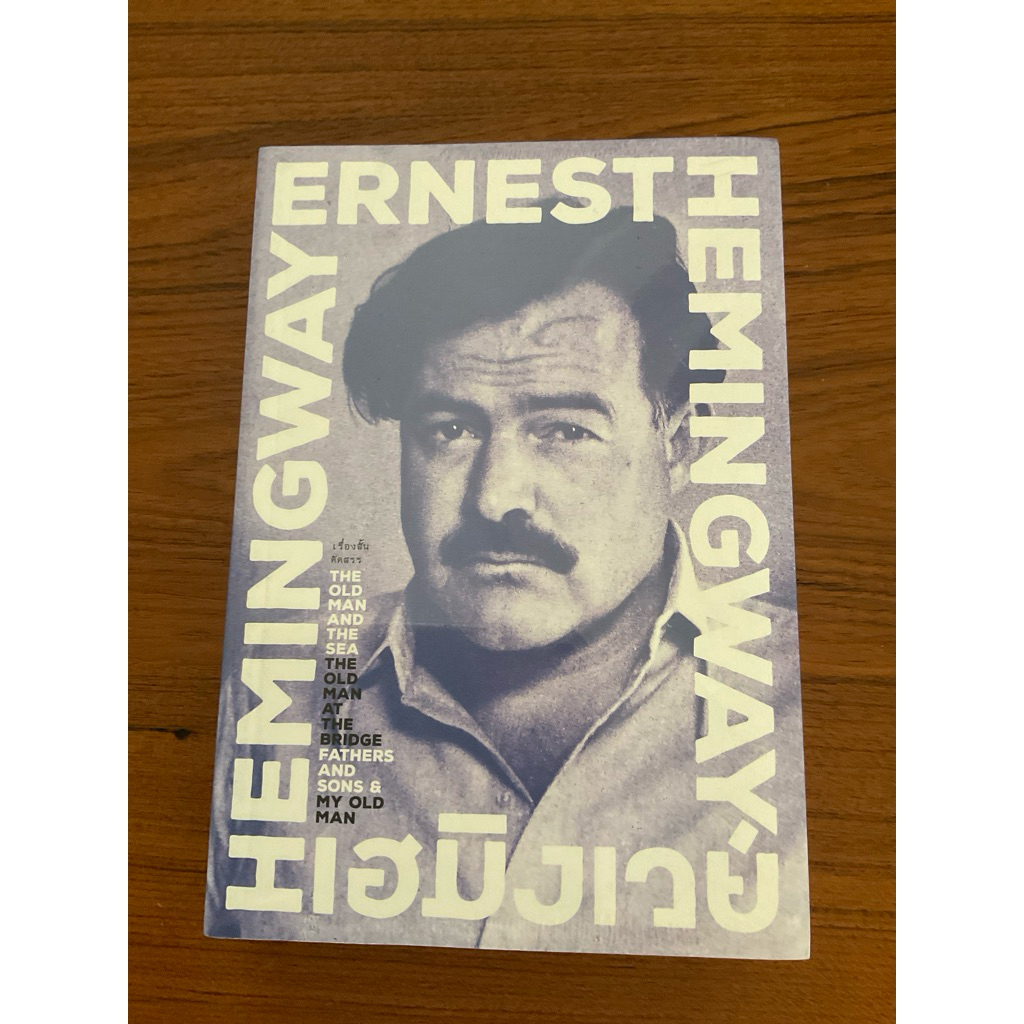 ERNEST
HEMINGWAY
HEMINGWAY
เรื่องสั้น
คัดสรร
THE
OLD
MAN
AND
THE
SEA
THE
OLD
MAN
AT
THE
BRIDGE
FATHERS
AND
SONS &
MY OLD
MAN
เฮมิงเวย์